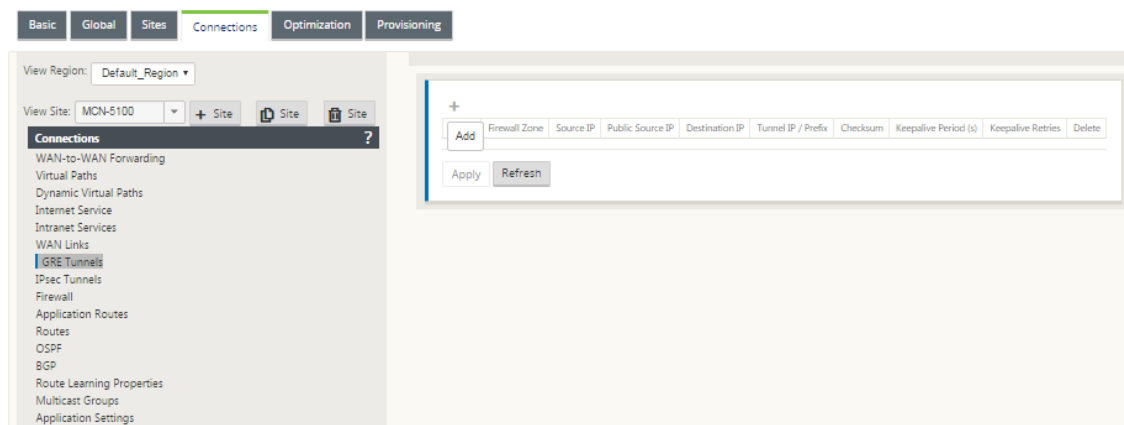 Basic Global Sites Connections Optimization Provisioning
View Region: Default_Region
View Site: MCN-5100 + Site Site Site
Connections ?
WAN-to-WAN Forwarding
Virtual Paths
Dynamic Virtual Paths
Internet Service
Intranet Services
WAN Links
GRE Tunnels
IPsec Tunnels
Firewall
Application Routes
Routes
OSPF
BGP
Route Learning Properties
Multicast Groups
Application Settings
+
Add Firewall Zone Source IP Public Source IP Destination IP Tunnel IP / Prefix Checksum Keepalive Period (s) Keepalive Retries Delete
Apply Refresh